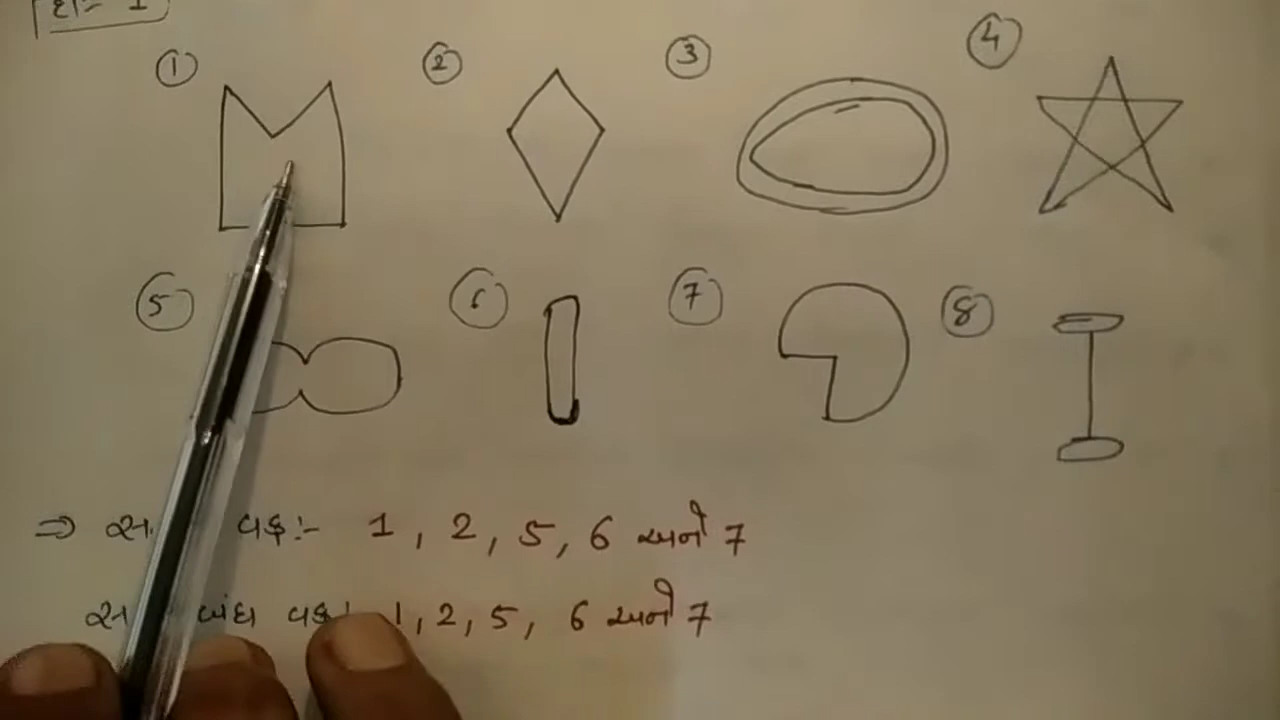 દા:- 1
① ② ③ ④
⑤ ⑥ ⑦ ⑧
⇒ વક્ર:- 1, 2, 5, 6 અને 7
બંધ વક્ર: 1, 2, 5, 6 અને 7